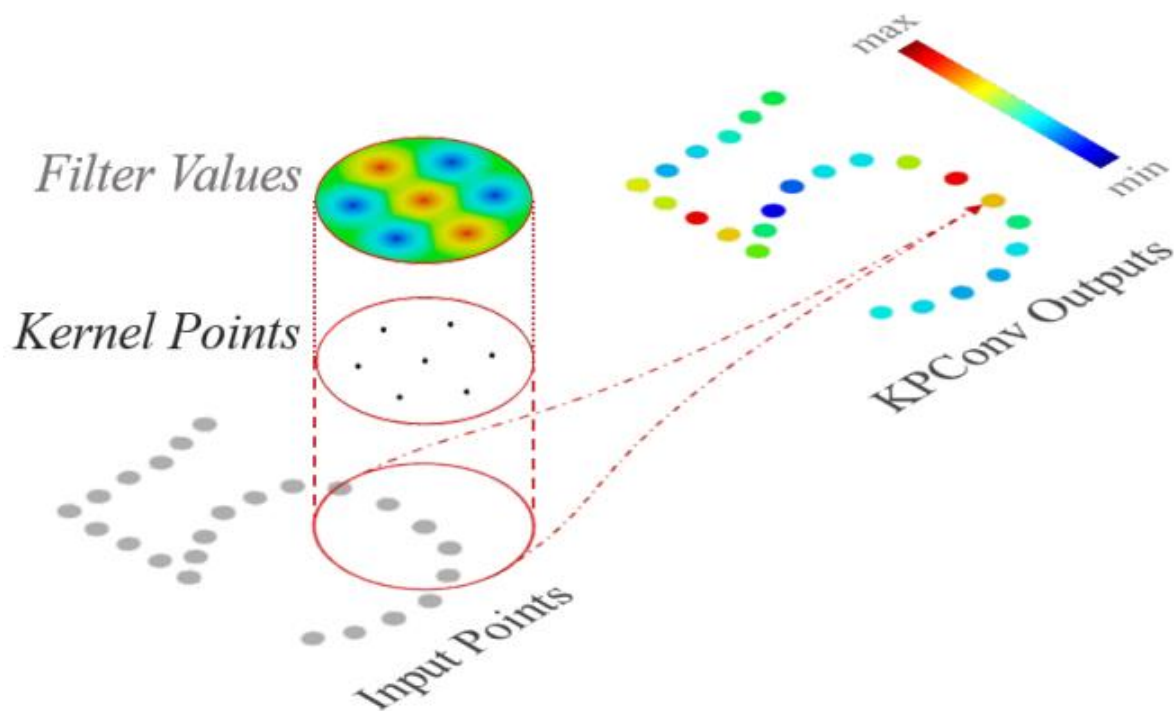 max
min
Filter Values
Kernel Points
KPConv Outputs
Input Points